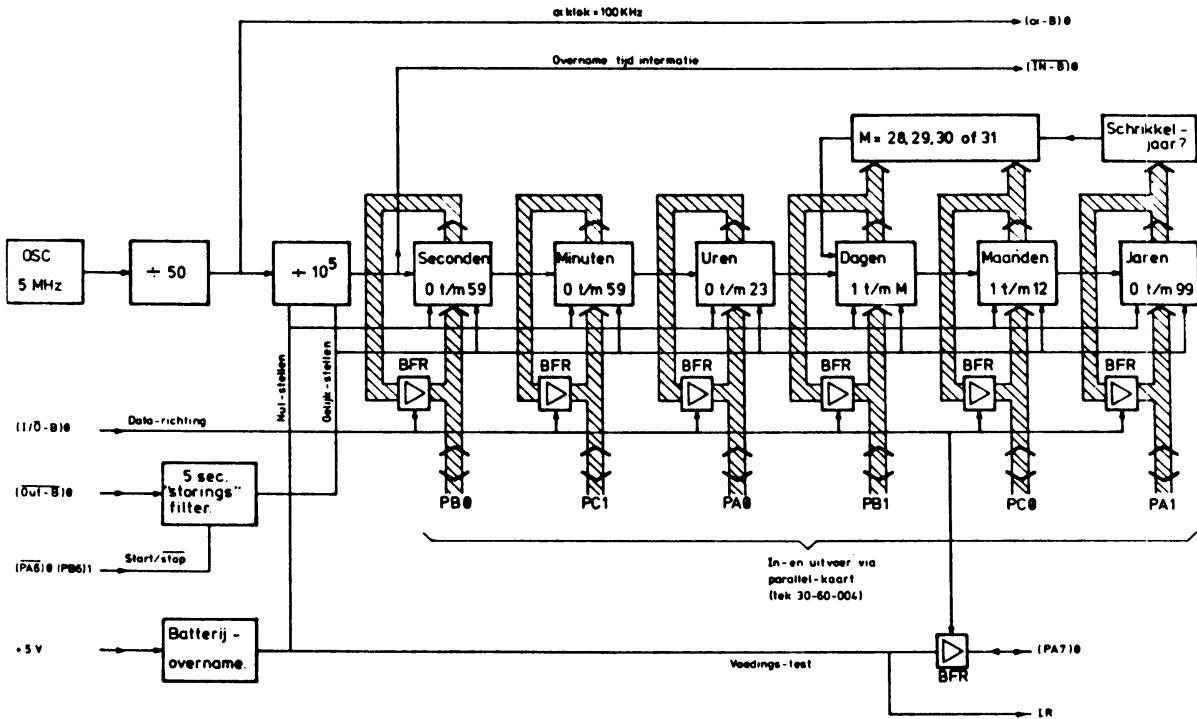 α klok = 100 KHz
(α-B)0
Overname tijd informatie
(IN-B)0
M = 28, 29, 30 of 31
Schrikkel-
jaar?
OSC
5 MHz
÷ 50
÷ 10⁵
Seconden
0 t/m 59
Minuten
0 t/m 59
Uren
0 t/m 23
Dagen
1 t/m M
Maanden
1 t/m 12
Jaren
0 t/m 99
Nul-stellen
Gelijk-stellen
BFR
BFR
BFR
BFR
BFR
BFR
(I/O̅-B)0
Data-richting
(O̅u̅t̅-̅B̅)0
5 sec.
"storings"
filter.
PB0
PC1
PA0
PB1
PC0
PA1
(P̅A̅6̅)0 (PB6)1
Start/s̅t̅o̅p̅
In-en uitvoer via
parallel-kaart
(tek 30-60-004)
+5 V
Batterij-
overname.
Voedings-test
BFR
(PA7)0
IR